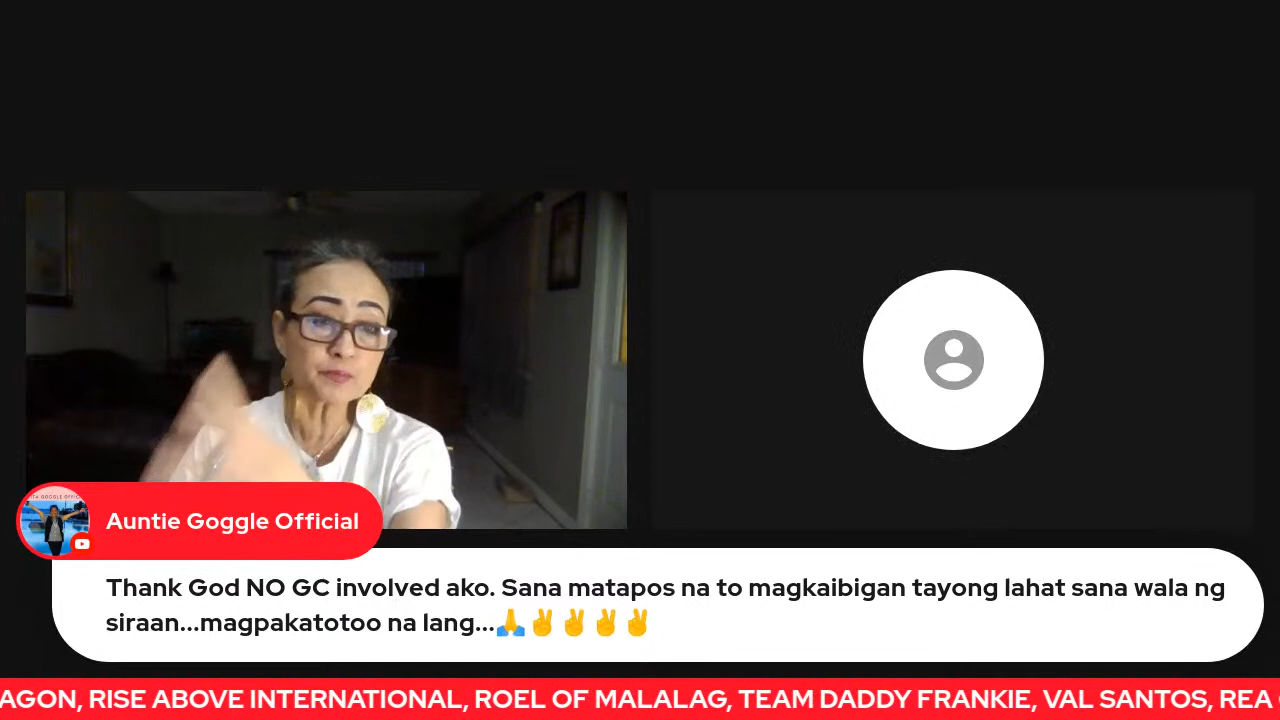 Auntie Goggle Official
Thank God NO GC involved ako. Sana matapos na to magkaibigan tayong lahat sana wala ng
siraan...magpakatotoo na lang...🙏✌✌✌✌
AGON, RISE ABOVE INTERNATIONAL, ROEL OF MALALAG, TEAM DADDY FRANKIE, VAL SANTOS, REA